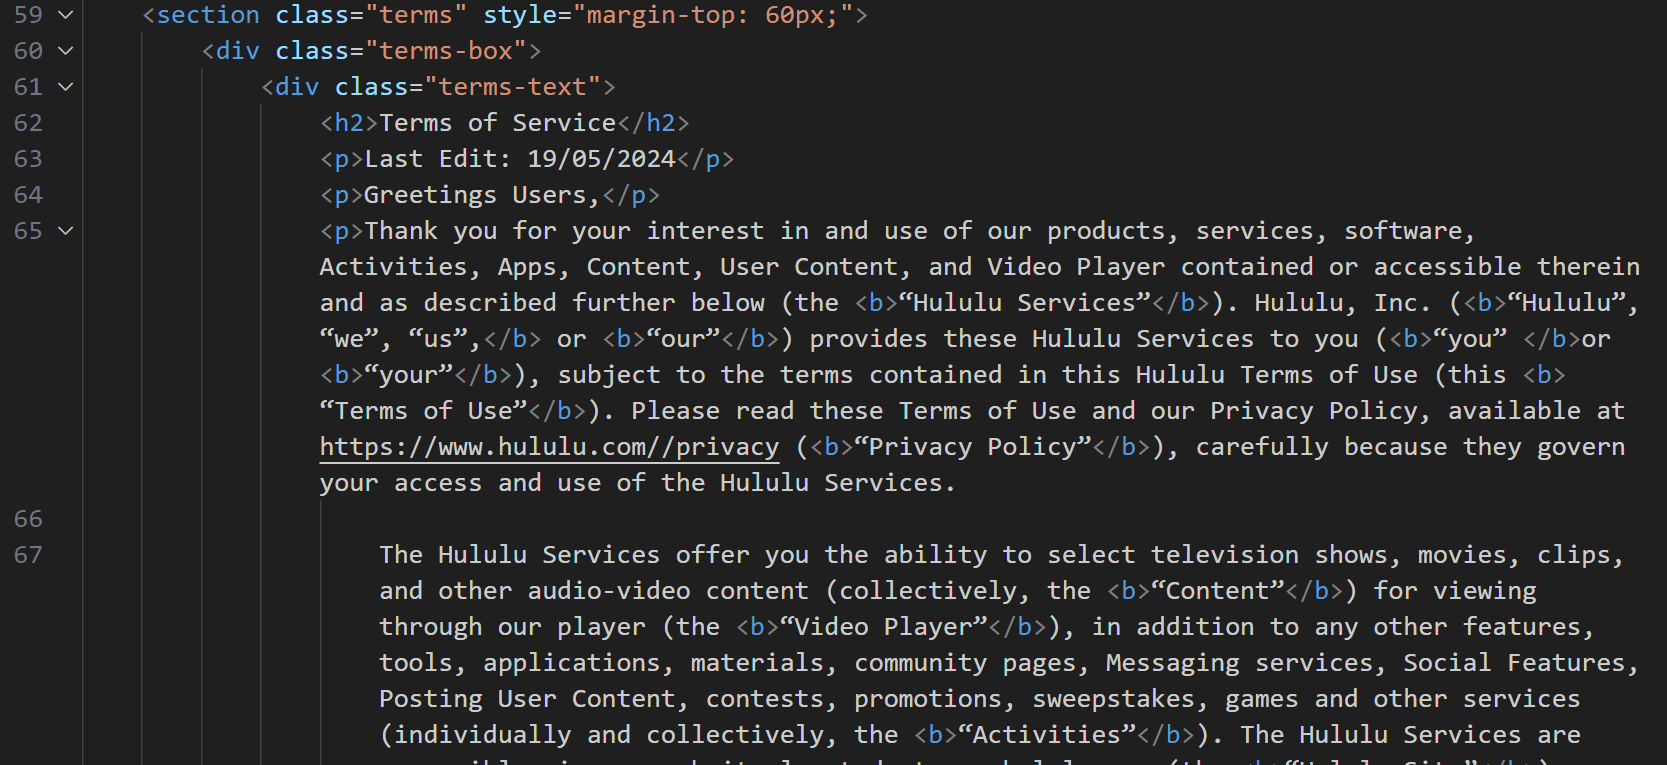 59 <section class="terms" style="margin-top: 60px;">
60 <div class="terms-box">
61 <div class="terms-text">
62 <h2>Terms of Service</h2>
63 <p>Last Edit: 19/05/2024</p>
64 <p>Greetings Users,</p>
65 <p>Thank you for your interest in and use of our products, services, software,
Activities, Apps, Content, User Content, and Video Player contained or accessible therein
and as described further below (the <b>“Hululu Services”</b>). Hululu, Inc. (<b>“Hululu”,
“we”, “us”,</b> or <b>“our”</b>) provides these Hululu Services to you (<b>“you” </b>or
<b>“your”</b>), subject to the terms contained in this Hululu Terms of Use (this <b>
“Terms of Use”</b>). Please read these Terms of Use and our Privacy Policy, available at
https://www.hululu.com//privacy (<b>“Privacy Policy”</b>), carefully because they govern
your access and use of the Hululu Services.
66
67 The Hululu Services offer you the ability to select television shows, movies, clips,
and other audio-video content (collectively, the <b>“Content”</b>) for viewing
through our player (the <b>“Video Player”</b>), in addition to any other features,
tools, applications, materials, community pages, Messaging services, Social Features,
Posting User Content, contests, promotions, sweepstakes, games and other services
(individually and collectively, the <b>“Activities”</b>). The Hululu Services are